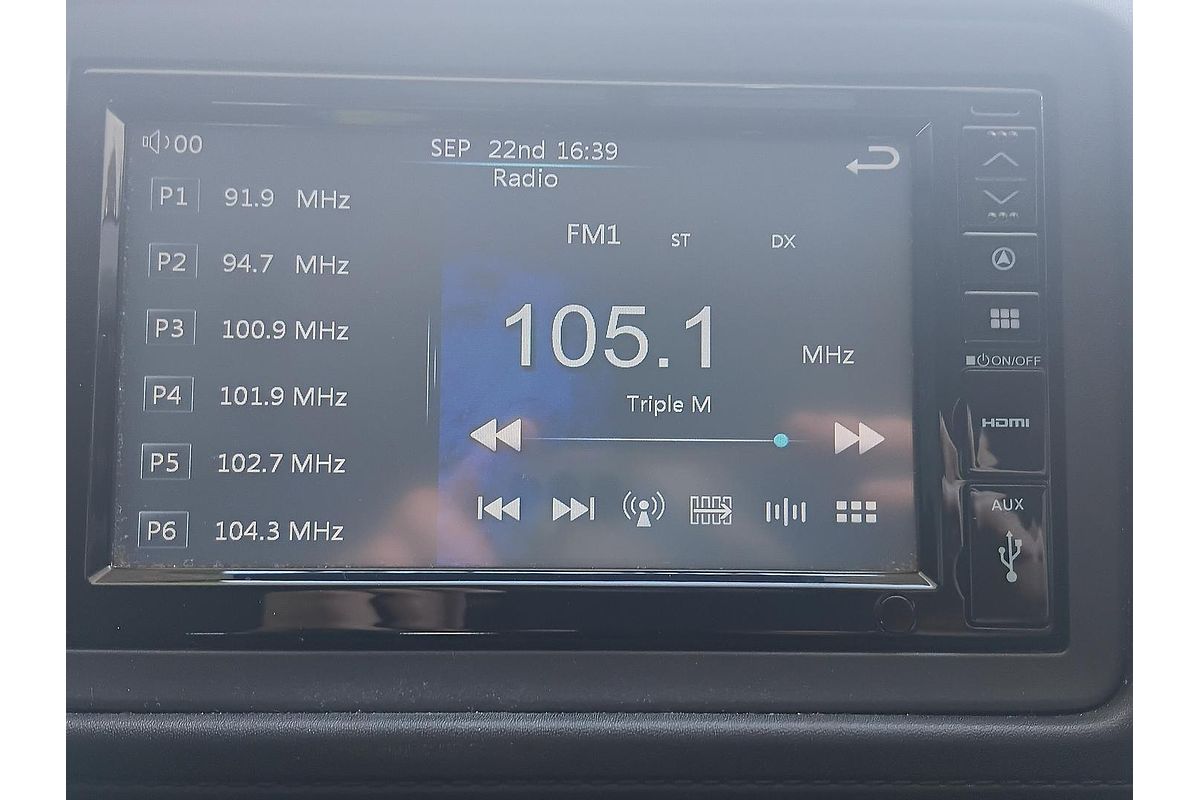 00
SEP 22nd 16:39
Radio
P1 91.9 MHz
P2 94.7 MHz
P3 100.9 MHz
P4 101.9 MHz
P5 102.7 MHz
P6 104.3 MHz
FM1 ST DX
105.1 MHz
Triple M
ON/OFF
HDMI
AUX